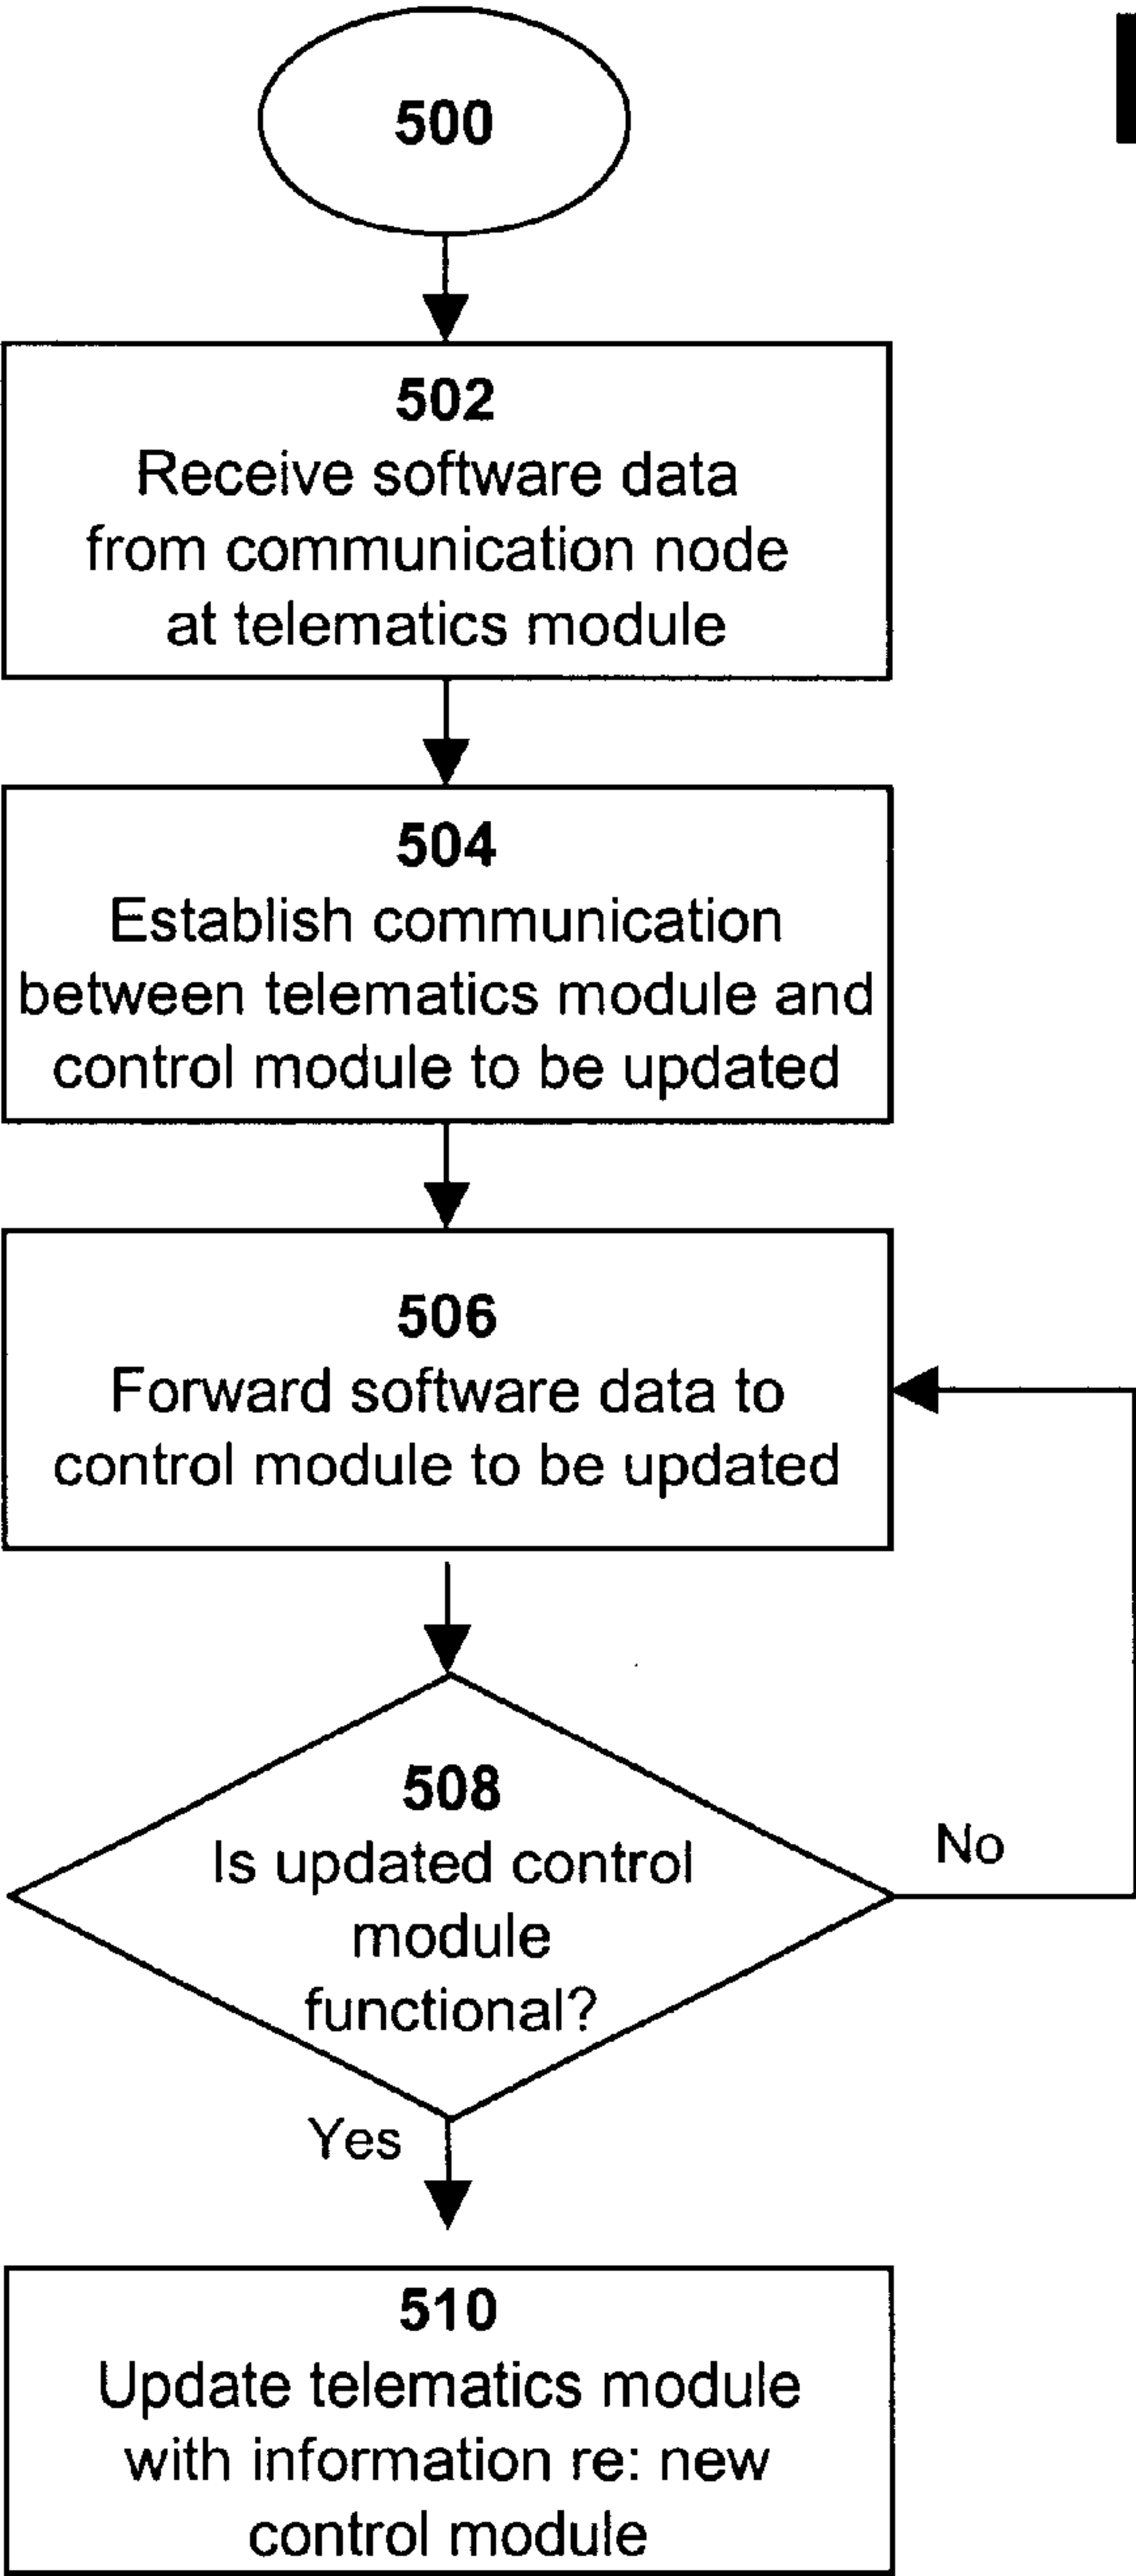 500
502
Receive software data
from communication node
at telematics module
504
Establish communication
between telematics module and
control module to be updated
506
Forward software data to
control module to be updated
508
Is updated control
module
functional?
No
Yes
510
Update telematics module
with information re: new
control module